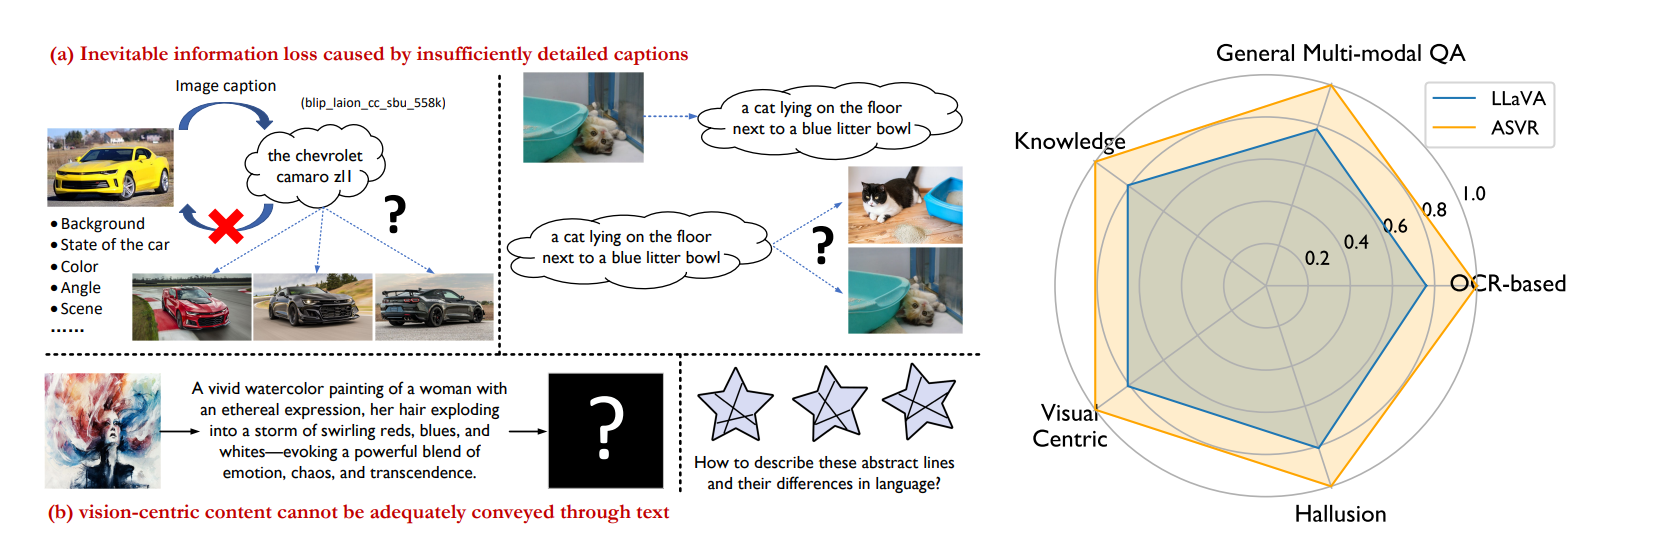 (a) Inevitable information loss caused by insufficiently detailed captions
Image caption
(blip_laion_cc_sbu_558k)
the chevrolet
camaro zl1
?
• Background
• State of the car
• Color
• Angle
• Scene
......
a cat lying on the floor
next to a blue litter bowl
a cat lying on the floor
next to a blue litter bowl
?
A vivid watercolor painting of a woman with
an ethereal expression, her hair exploding
into a storm of swirling reds, blues, and
whites—evoking a powerful blend of
emotion, chaos, and transcendence.
?
How to describe these abstract lines
and their differences in language?
(b) vision-centric content cannot be adequately conveyed through text
General Multi-modal QA
LLaVA
ASVR
Knowledge
1.0
0.8
0.6
0.4
0.2
OCR-based
Visual
Centric
Hallusion